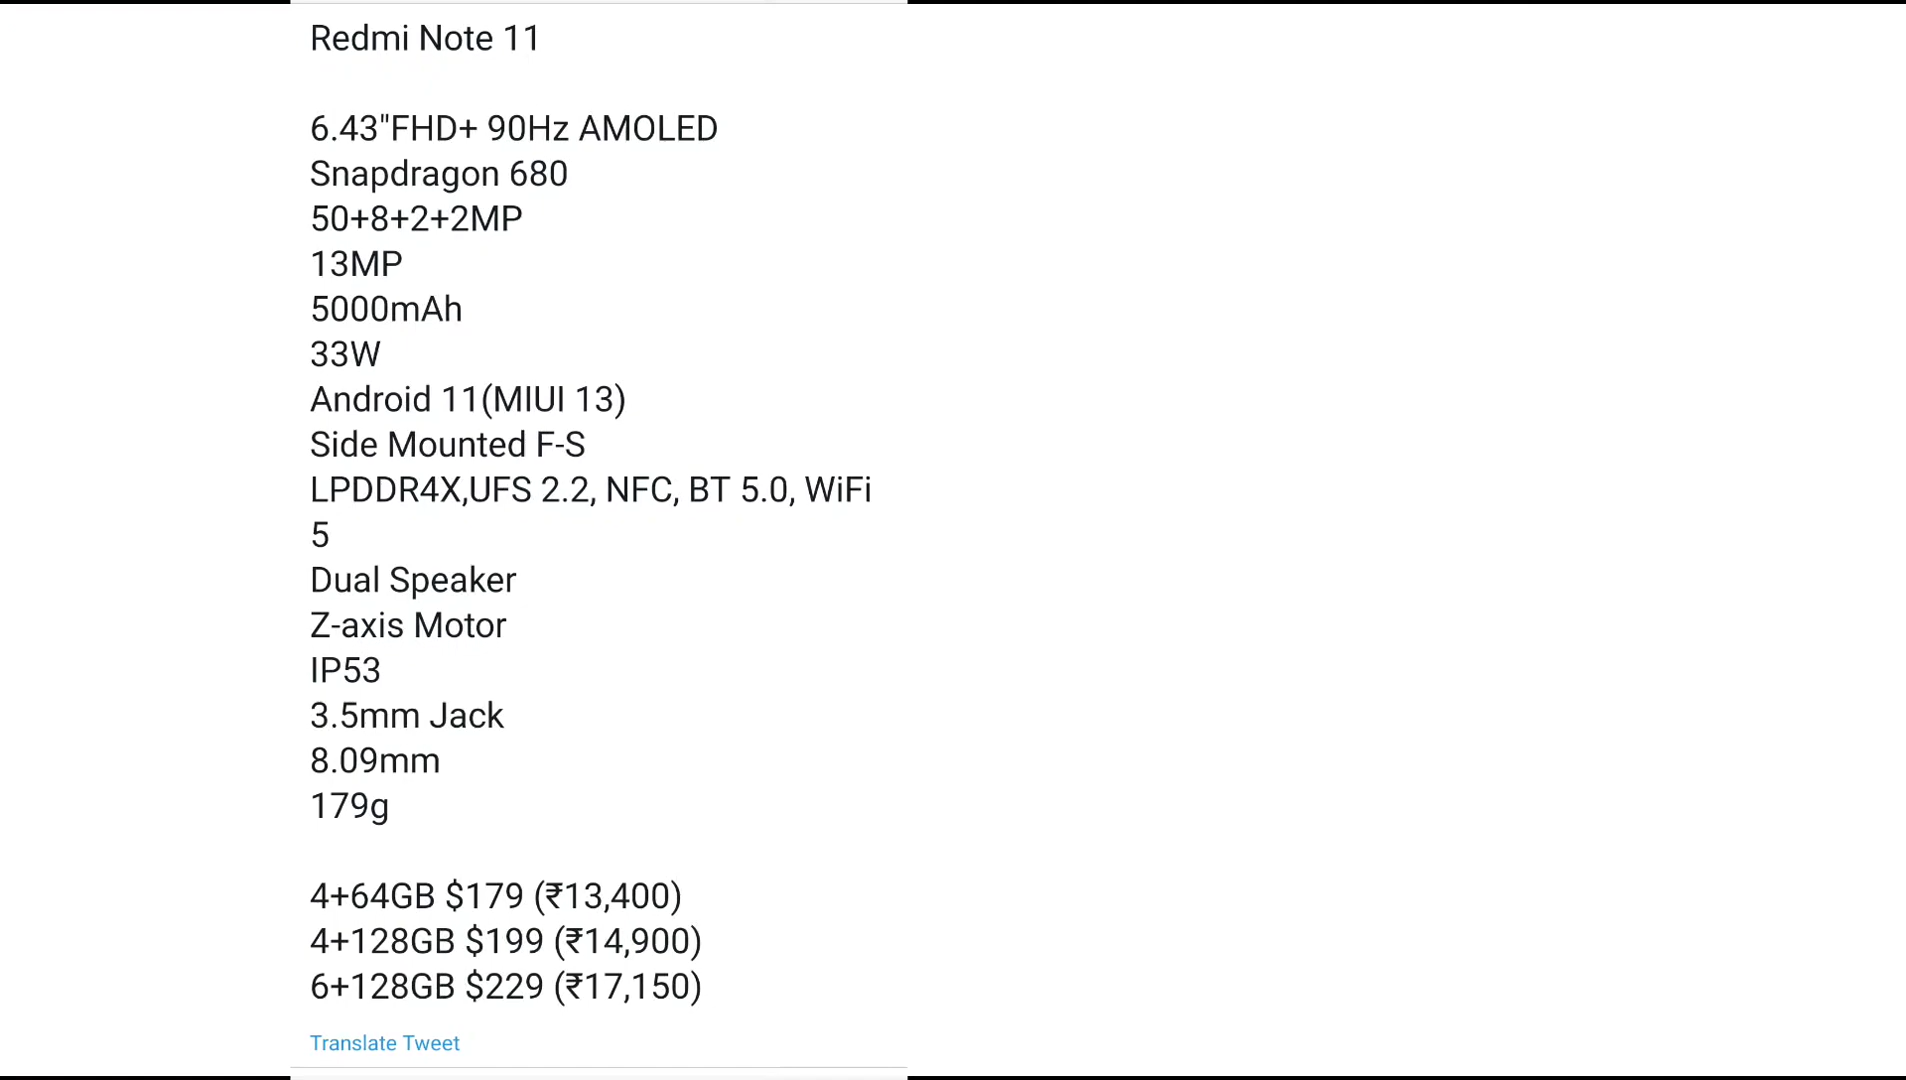 Redmi Note 11
6.43"FHD+ 90Hz AMOLED
Snapdragon 680
50+8+2+2MP
13MP
5000mAh
33W
Android 11(MIUI 13)
Side Mounted F-S
LPDDR4X,UFS 2.2, NFC, BT 5.0, WiFi
5
Dual Speaker
Z-axis Motor
IP53
3.5mm Jack
8.09mm
179g
4+64GB $179 (₹13,400)
4+128GB $199 (₹14,900)
6+128GB $229 (₹17,150)
Translate Tweet